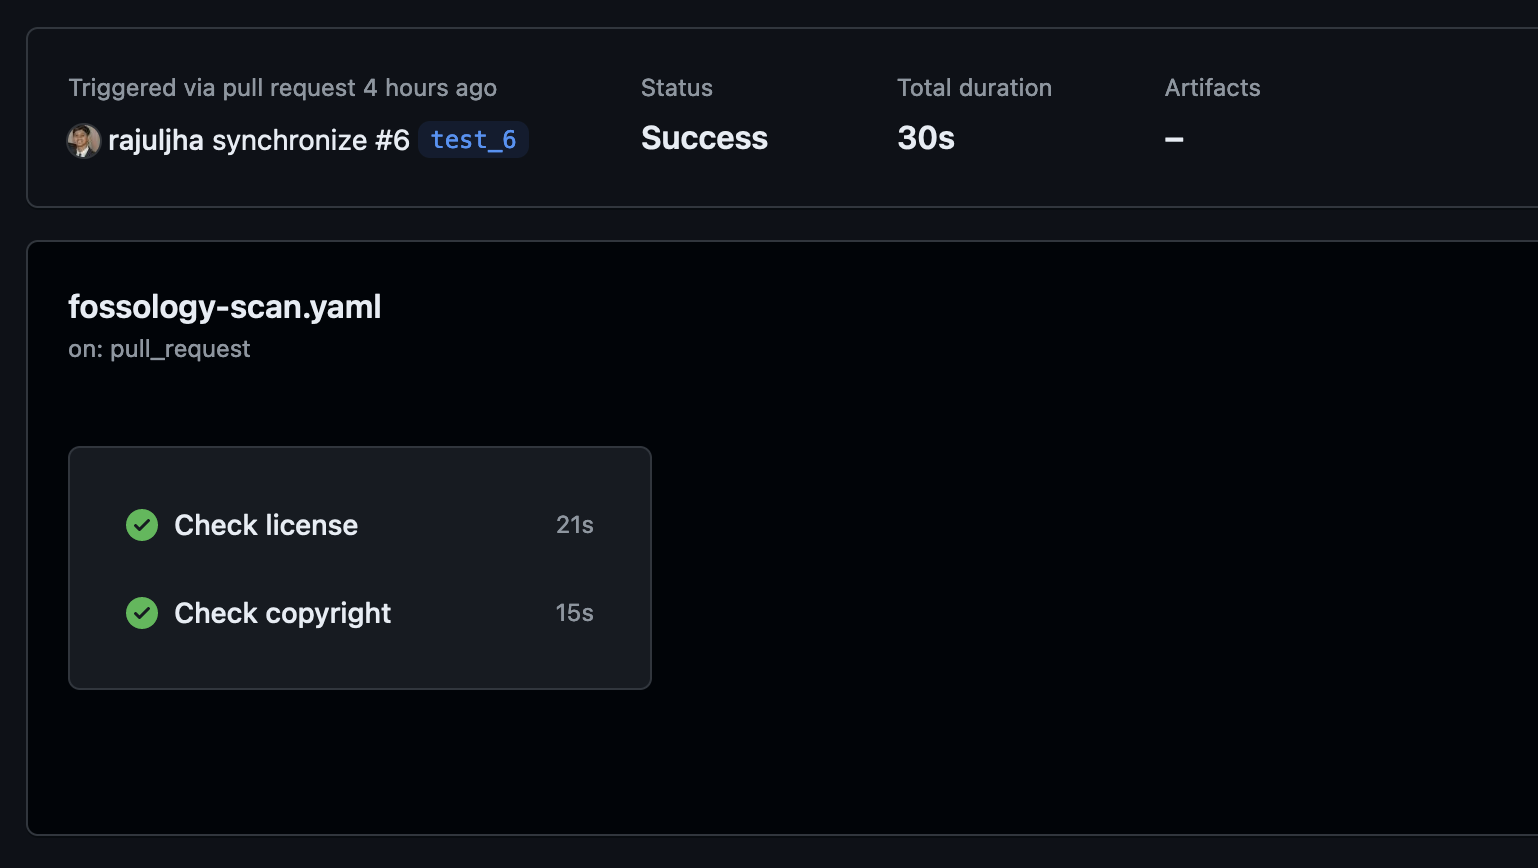 Triggered via pull request 4 hours ago
rajuljha synchronize #6 test_6
Status
Success
Total duration
30s
Artifacts
–
fossology-scan.yaml
on: pull_request
Check license 21s
Check copyright 15s